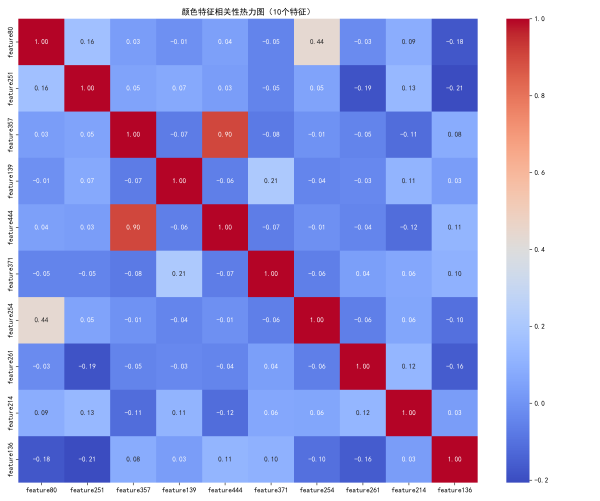 颜色特征相关性热力图（10个特征）
feature80 1.00 0.16 0.03 -0.01 0.04 -0.05 0.44 -0.03 0.09 -0.18
feature251 0.16 1.00 0.05 0.07 0.03 -0.05 0.05 -0.19 0.13 -0.21
feature357 0.03 0.05 1.00 -0.07 0.90 -0.08 -0.01 -0.05 -0.11 0.08
feature139 -0.01 0.07 -0.07 1.00 -0.06 0.21 -0.04 -0.03 0.11 0.03
feature444 0.04 0.03 0.90 -0.06 1.00 -0.07 -0.01 -0.04 -0.12 0.11
feature371 -0.05 -0.05 -0.08 0.21 -0.07 1.00 -0.06 0.04 0.06 0.10
feature254 0.44 0.05 -0.01 -0.04 -0.01 -0.06 1.00 -0.06 0.06 -0.10
feature261 -0.03 -0.19 -0.05 -0.03 -0.04 0.04 -0.06 1.00 0.12 -0.16
feature214 0.09 0.13 -0.11 0.11 -0.12 0.06 0.06 0.12 1.00 0.03
feature136 -0.18 -0.21 0.08 0.03 0.11 0.10 -0.10 -0.16 0.03 1.00
feature80 feature251 feature357 feature139 feature444 feature371 feature254 feature261 feature214 feature136
1.0
0.8
0.6
0.4
0.2
0.0
-0.2